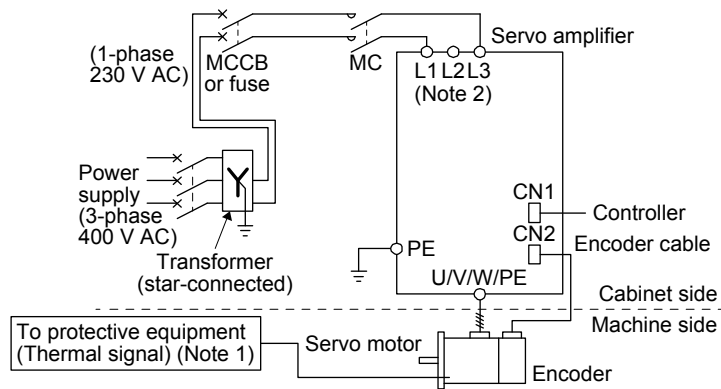 (1-phase
230 V AC)
MCCB
or fuse
MC
Servo amplifier
L1 L2 L3
(Note 2)
Power
supply
(3-phase
400 V AC)
Transformer
(star-connected)
PE
CN1
Controller
CN2
Encoder cable
U/V/W/PE
Cabinet side
Machine side
To protective equipment
(Thermal signal) (Note 1)
Servo motor
Encoder